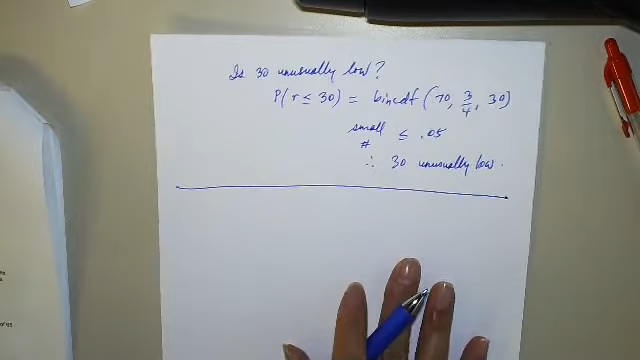 Is 30 unusually low?
P(r ≤ 30) = bincdf (70, 3/4, 30)
small # ≤ .05
∴ 30 unusually low.